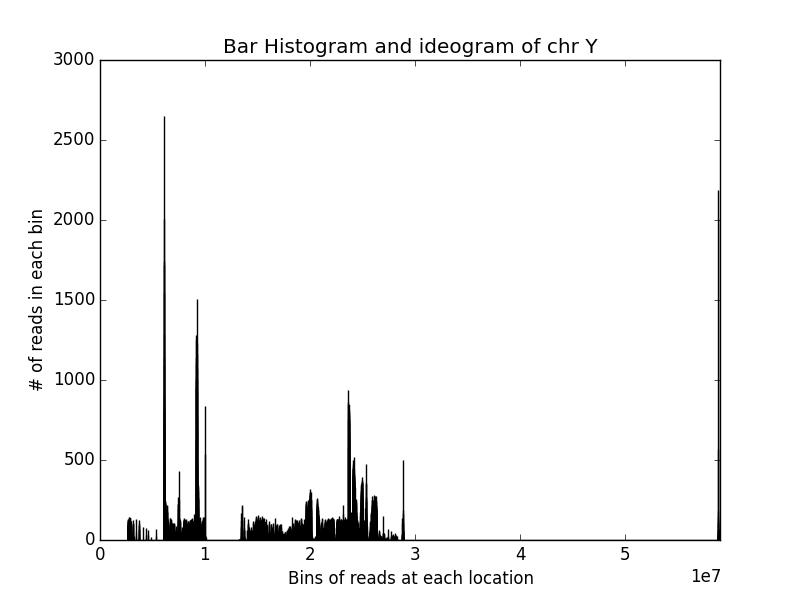 Bar Histogram and ideogram of chr Y
3000
2500
2000
1500
1000
500
0
# of reads in each bin
0 1 2 3 4 5
1e7
Bins of reads at each location